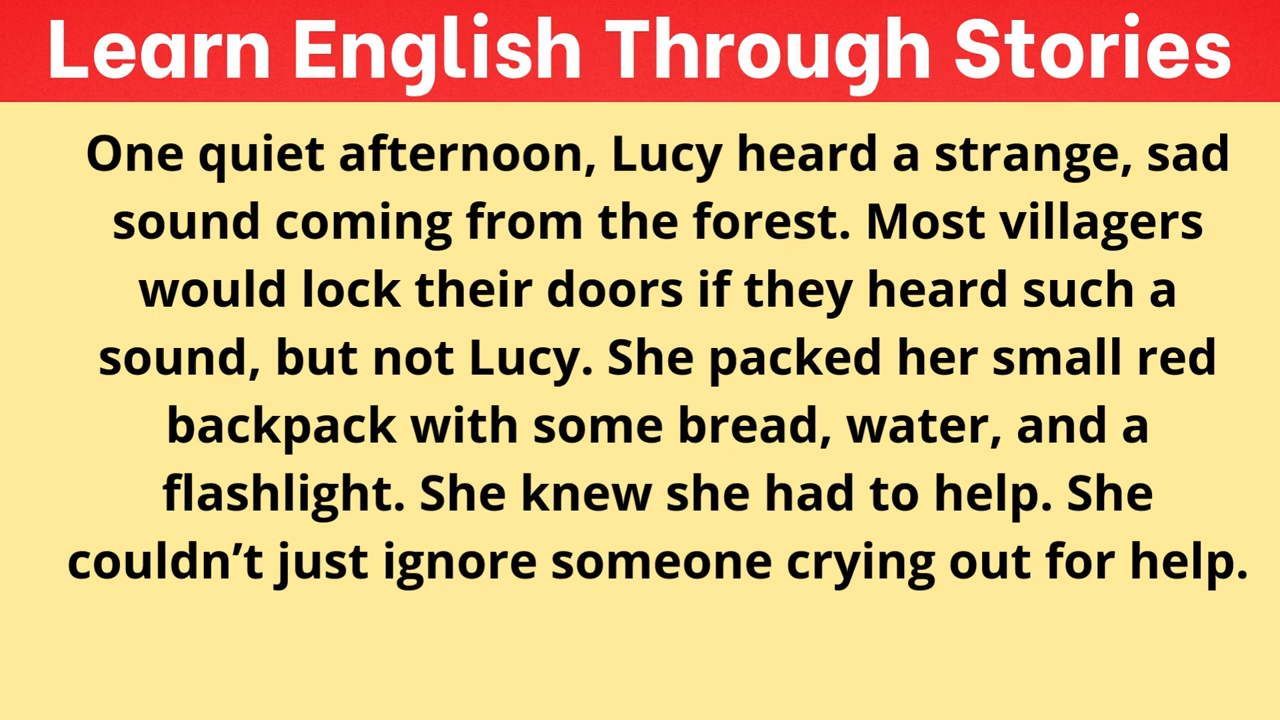 Learn English Through Stories
One quiet afternoon, Lucy heard a strange, sad
sound coming from the forest. Most villagers
would lock their doors if they heard such a
sound, but not Lucy. She packed her small red
backpack with some bread, water, and a
flashlight. She knew she had to help. She
couldn’t just ignore someone crying out for help.